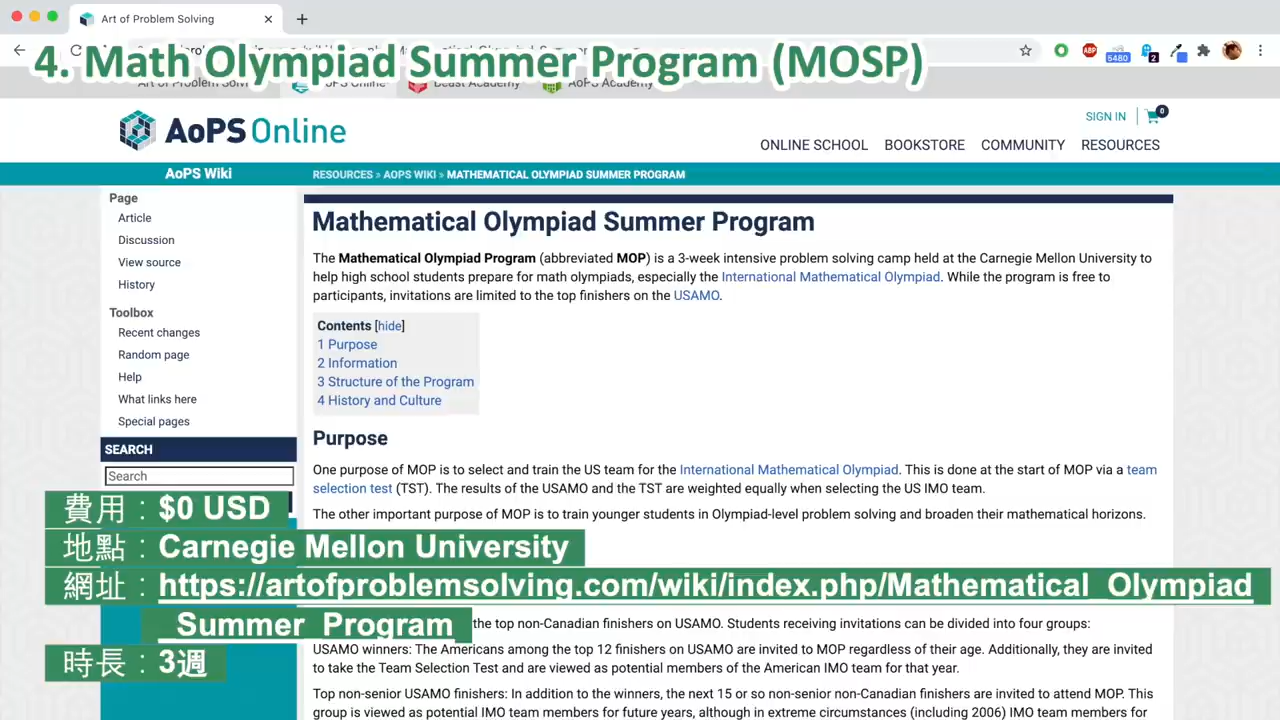 Art of Problem Solving
4. Math Olympiad Summer Program (MOSP)
5480
2
AoPS Online
SIGN IN
0
ONLINE SCHOOL
BOOKSTORE
COMMUNITY
RESOURCES
AoPS Wiki
RESOURCES » AOPS WIKI » MATHEMATICAL OLYMPIAD SUMMER PROGRAM
Page
Article
Discussion
View source
History
Toolbox
Recent changes
Random page
Help
What links here
Special pages
SEARCH
Search
Mathematical Olympiad Summer Program
The Mathematical Olympiad Program (abbreviated MOP) is a 3-week intensive problem solving camp held at the Carnegie Mellon University to
help high school students prepare for math olympiads, especially the International Mathematical Olympiad. While the program is free to
participants, invitations are limited to the top finishers on the USAMO.
Contents [hide]
1 Purpose
2 Information
3 Structure of the Program
4 History and Culture
Purpose
One purpose of MOP is to select and train the US team for the International Mathematical Olympiad. This is done at the start of MOP via a team
selection test (TST). The results of the USAMO and the TST are weighted equally when selecting the US IMO team.
The other important purpose of MOP is to train younger students in Olympiad-level problem solving and broaden their mathematical horizons.
費用：$0 USD
地點：Carnegie Mellon University
網址：https://artofproblemsolving.com/wiki/index.php/Mathematical_Olympiad
_Summer_Program
時長：3週
the top non-Canadian finishers on USAMO. Students receiving invitations can be divided into four groups:
USAMO winners: The Americans among the top 12 finishers on USAMO are invited to MOP regardless of their age. Additionally, they are invited
to take the Team Selection Test and are viewed as potential members of the American IMO team for that year.
Top non-senior USAMO finishers: In addition to the winners, the next 15 or so non-senior non-Canadian finishers are invited to attend MOP. This
group is viewed as potential IMO team members for future years, although in extreme circumstances (including 2006) IMO team members for